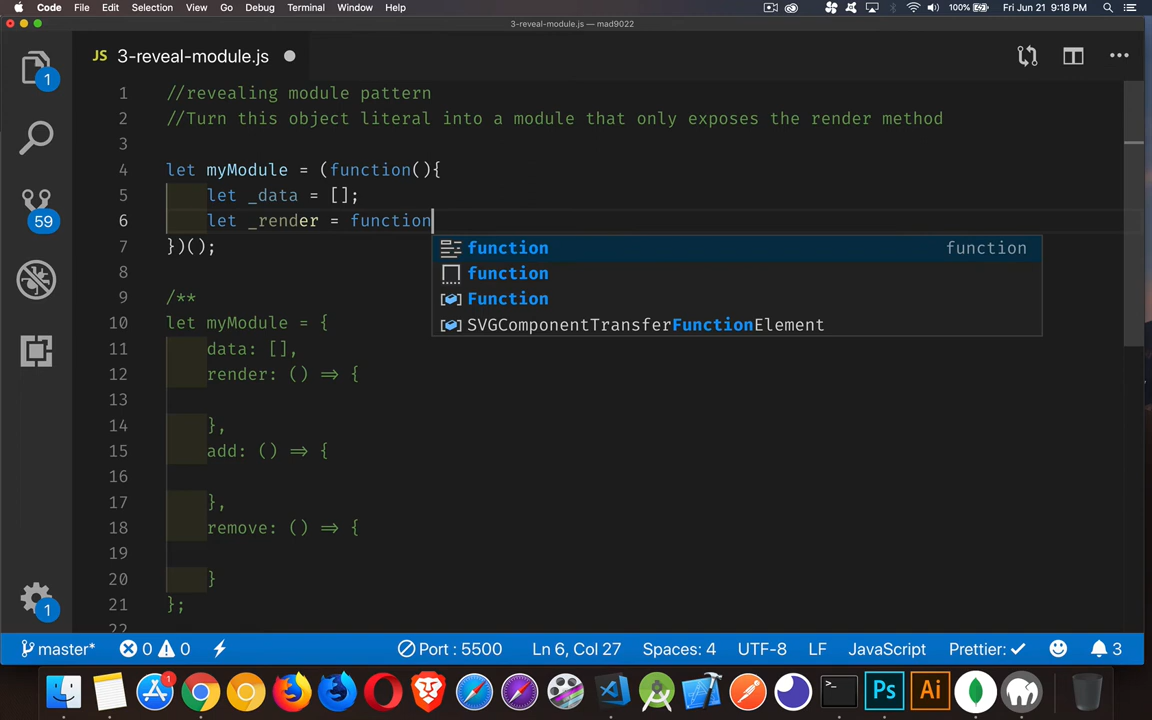 Code File Edit Selection View Go Debug Terminal Window Help 100% Fri Jun 21 9:18 PM
3-reveal-module.js — mad9022
JS 3-reveal-module.js
1 //revealing module pattern
2 //Turn this object literal into a module that only exposes the render method
3
4 let myModule = (function(){
5 let _data = [];
6 let _render = function
7 })();
function function
function
Function
SVGComponentTransferFunctionElement
8
9 /**
10 let myModule = {
11 data: [],
12 render: () => {
13
14 },
15 add: () => {
16
17 },
18 remove: () => {
19
20 }
21 };
22
1
59
1
master* 0 0 Port : 5500 Ln 6, Col 27 Spaces: 4 UTF-8 LF JavaScript Prettier: ✓ 3
1
>_ Ps Ai